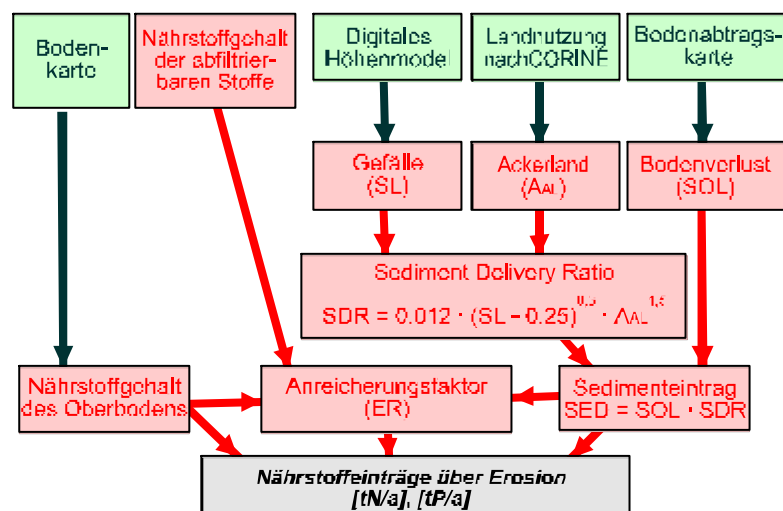 Boden-
karte
Nährstoffgehalt
der abfiltrier-
baren Stoffe
Digitales
Höhenmodel
Landnutzung
nachCORINE
Bodenabtrags-
karte
Gefälle
(SL)
Ackerland
(AAL)
Bodenverlust
(SOL)
Sediment Delivery Ratio
SDR = 0.012 · (SL – 0.25) · AAL
Nährstoffgehalt
des Oberbodens
Anreicherungsfaktor
(ER)
Sedimenteintrag
SED = SOL · SDR
Nährstoffeinträge über Erosion
[tN/a], [tP/a]